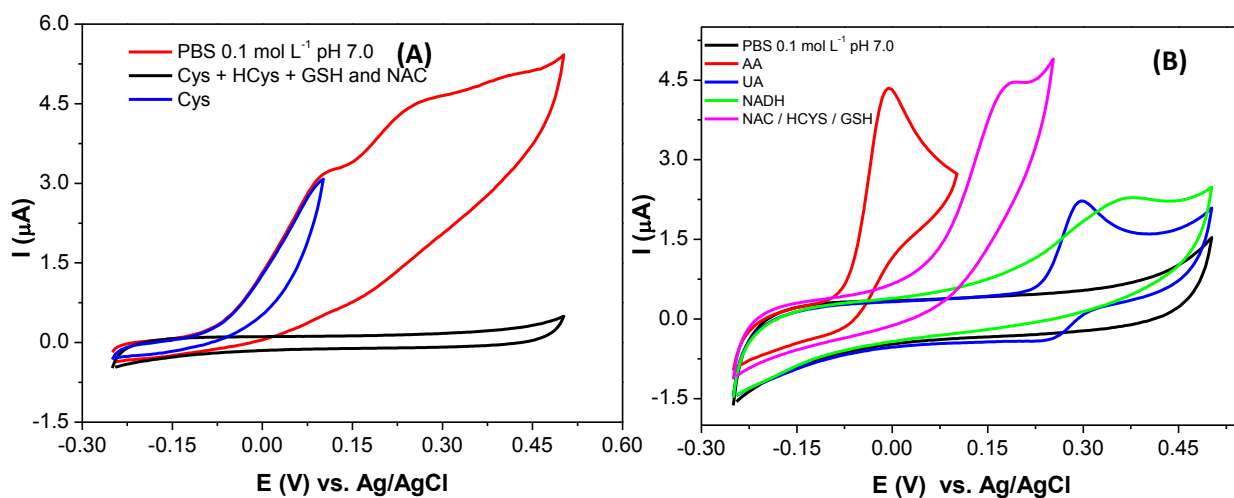 (A)
PBS 0.1 mol L⁻¹ pH 7.0
Cys + HCys + GSH and NAC
Cys
6.0
4.5
3.0
1.5
0.0
-1.5
I (µA)
-0.30 -0.15 0.00 0.15 0.30 0.45 0.60
E (V) vs. Ag/AgCl
(B)
PBS 0.1 mol L⁻¹ pH 7.0
AA
UA
NADH
NAC / HCYS / GSH
4.5
3.0
1.5
0.0
-1.5
I (µA)
-0.30 -0.15 0.00 0.15 0.30 0.45
E (V) vs. Ag/AgCl